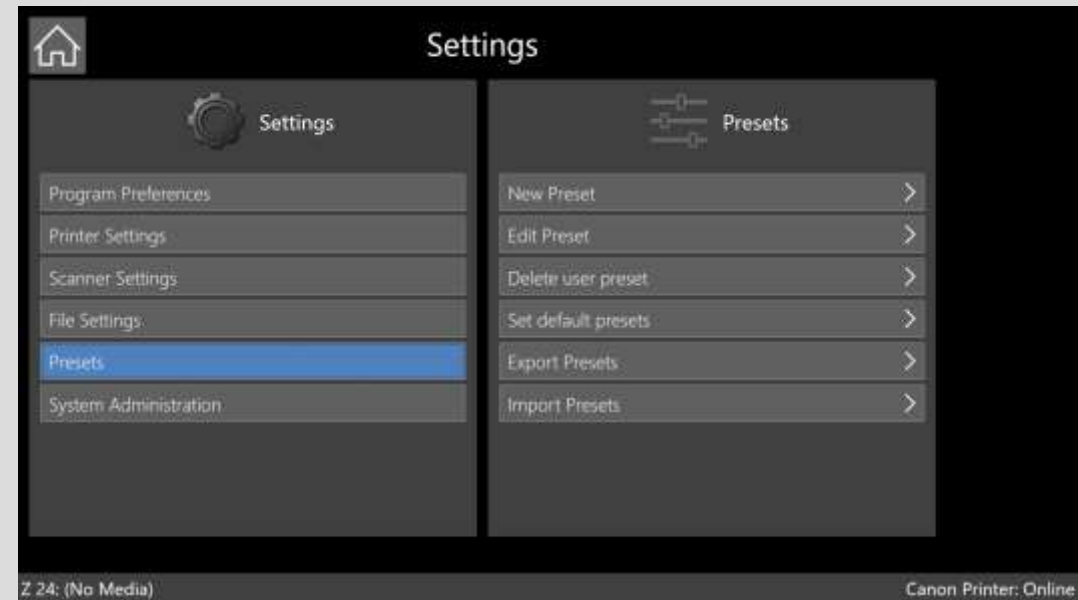 Settings
Settings
Program Preferences
Printer Settings
Scanner Settings
File Settings
Presets
System Administration
Presets
New Preset
Edit Preset
Delete user preset
Set default presets
Export Presets
Import Presets
Z 24: (No Media)
Canon Printer: Online